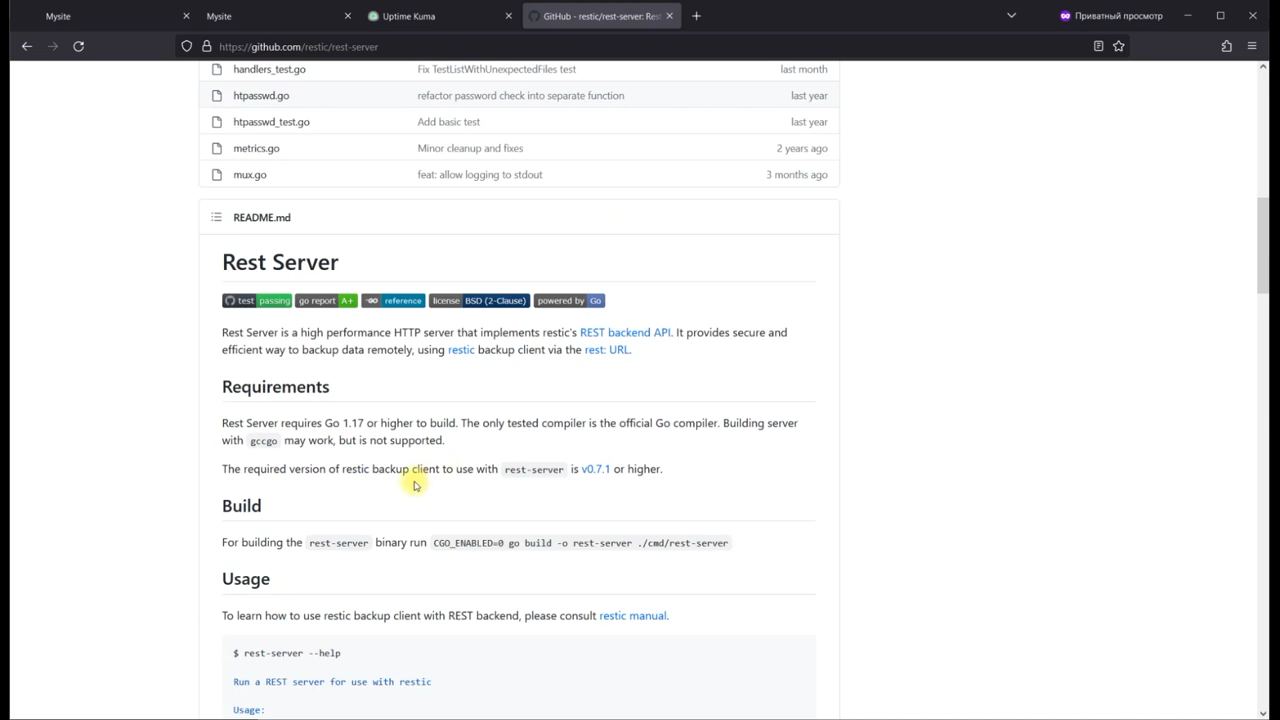 Mysite
Mysite
Uptime Kuma
GitHub - restic/rest-server: Rest
Приватный просмотр
https://github.com/restic/rest-server
handlers_test.go Fix TestListWithUnexpectedFiles test last month
htpasswd.go refactor password check into separate function last year
htpasswd_test.go Add basic test last year
metrics.go Minor cleanup and fixes 2 years ago
mux.go feat: allow logging to stdout 3 months ago
README.md
Rest Server
test passing go report A+ reference license BSD (2-Clause) powered by Go
Rest Server is a high performance HTTP server that implements restic's REST backend API. It provides secure and
efficient way to backup data remotely, using restic backup client via the rest: URL.
Requirements
Rest Server requires Go 1.17 or higher to build. The only tested compiler is the official Go compiler. Building server
with gccgo may work, but is not supported.
The required version of restic backup client to use with rest-server is v0.7.1 or higher.
Build
For building the rest-server binary run CGO_ENABLED=0 go build -o rest-server ./cmd/rest-server
Usage
To learn how to use restic backup client with REST backend, please consult restic manual.
$ rest-server --help
Run a REST server for use with restic
Usage: